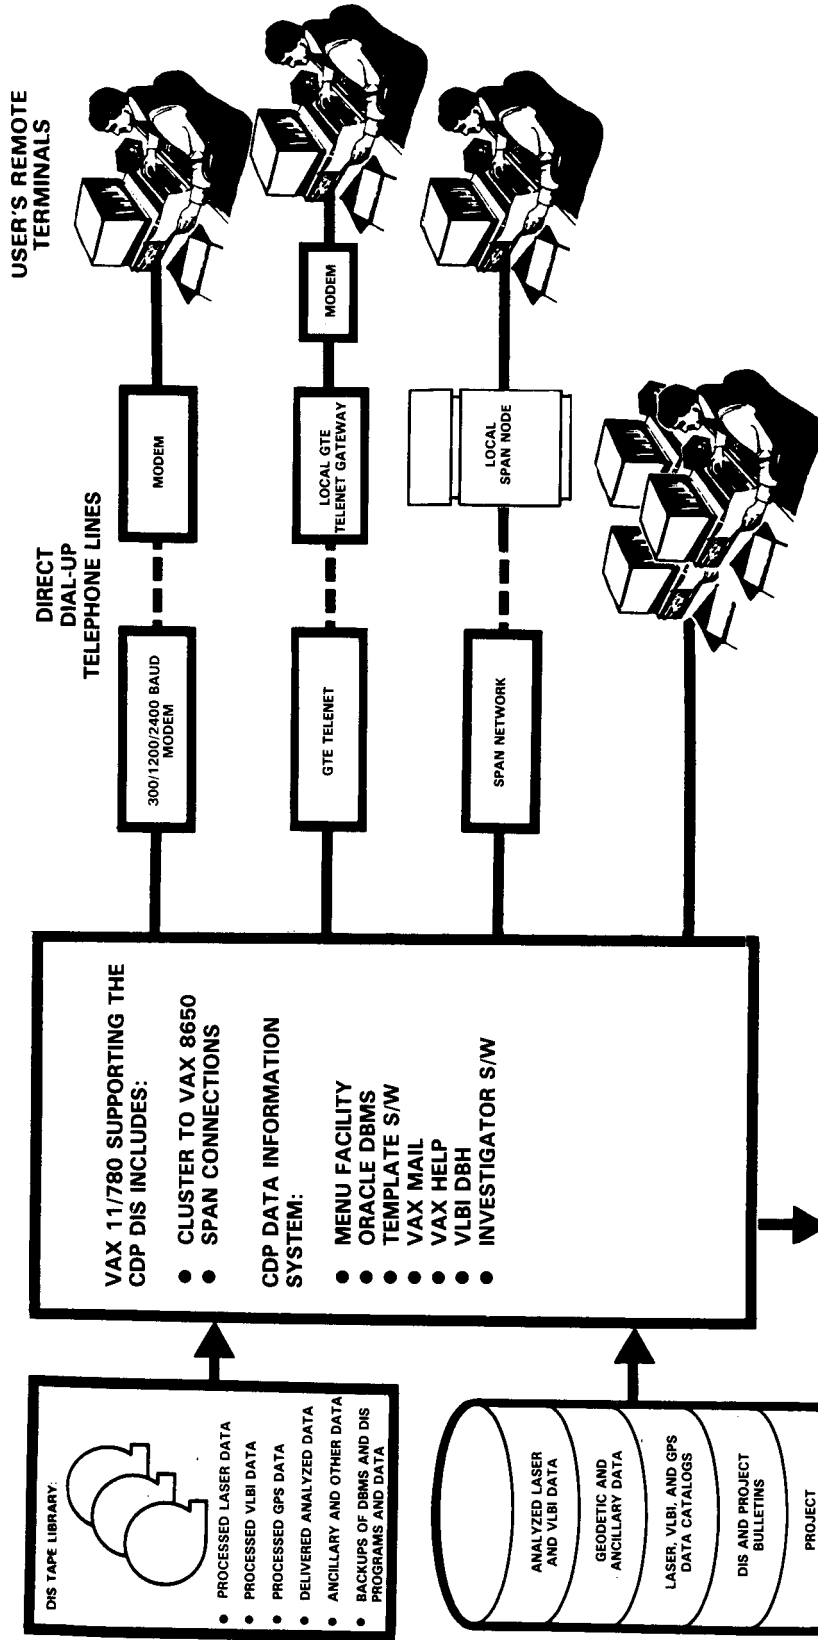 DIS TAPE LIBRARY:
● PROCESSED LASER DATA
● PROCESSED VLBI DATA
● PROCESSED GPS DATA
● DELIVERED ANALYZED DATA
● ANCILLARY AND OTHER DATA
● BACKUPS OF DBMS AND DIS
PROGRAMS AND DATA
ANALYZED LASER
AND VLBI DATA
GEODETIC AND
ANCILLARY DATA
LASER, VLBI, AND GPS
DATA CATALOGS
DIS AND PROJECT
BULLETINS
PROJECT
VAX 11/780 SUPPORTING THE
CDP DIS INCLUDES:
● CLUSTER TO VAX 8650
● SPAN CONNECTIONS
CDP DATA INFORMATION
SYSTEM:
● MENU FACILITY
● ORACLE DBMS
● TEMPLATE S/W
● VAX MAIL
● VAX HELP
● VLBI DBH
● INVESTIGATOR S/W
DIRECT
DIAL-UP
TELEPHONE LINES
USER'S REMOTE
TERMINALS
300/1200/2400 BAUD
MODEM
MODEM
GTE TELENET
LOCAL GTE
TELENET GATEWAY
MODEM
SPAN NETWORK
LOCAL
SPAN NODE